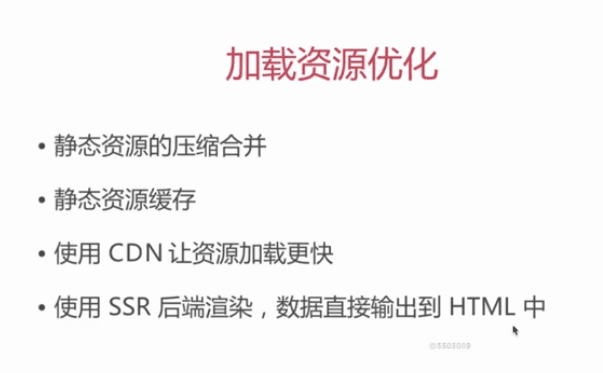 加载资源优化
• 静态资源的压缩合并
• 静态资源缓存
• 使用 CDN 让资源加载更快
• 使用 SSR 后端渲染，数据直接输出到 HTML 中